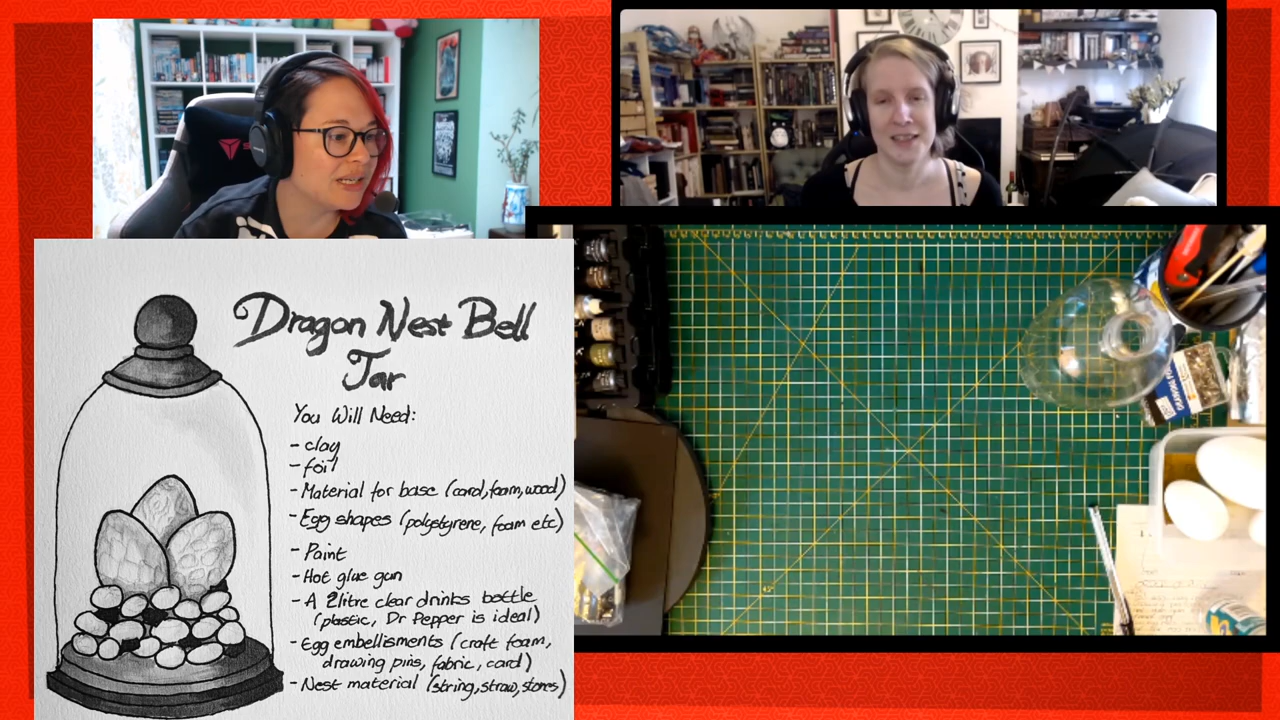 Dragon Nest Bell
Jar
You Will Need:
- clay
- foil
- Material for base (card, foam, wood)
- Egg shapes (polystyrene, foam etc)
- Paint
- Hot glue gun
- A 2litre clear drinks bottle
(plastic, Dr Pepper is ideal)
- Egg embellisments (craft foam,
drawing pins, fabric, card)
- Nest material (string, straw, stones)